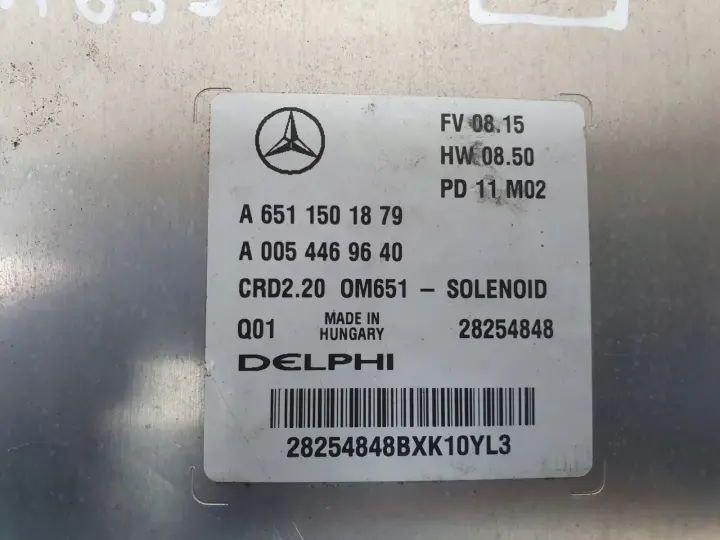 FV 08.15
HW 08.50
PD 11 M02
A 651 150 18 79
A 005 446 96 40
CRD2.20 OM651 – SOLENOID
Q01 MADE IN HUNGARY 28254848
DELPHI
28254848BXK10YL3